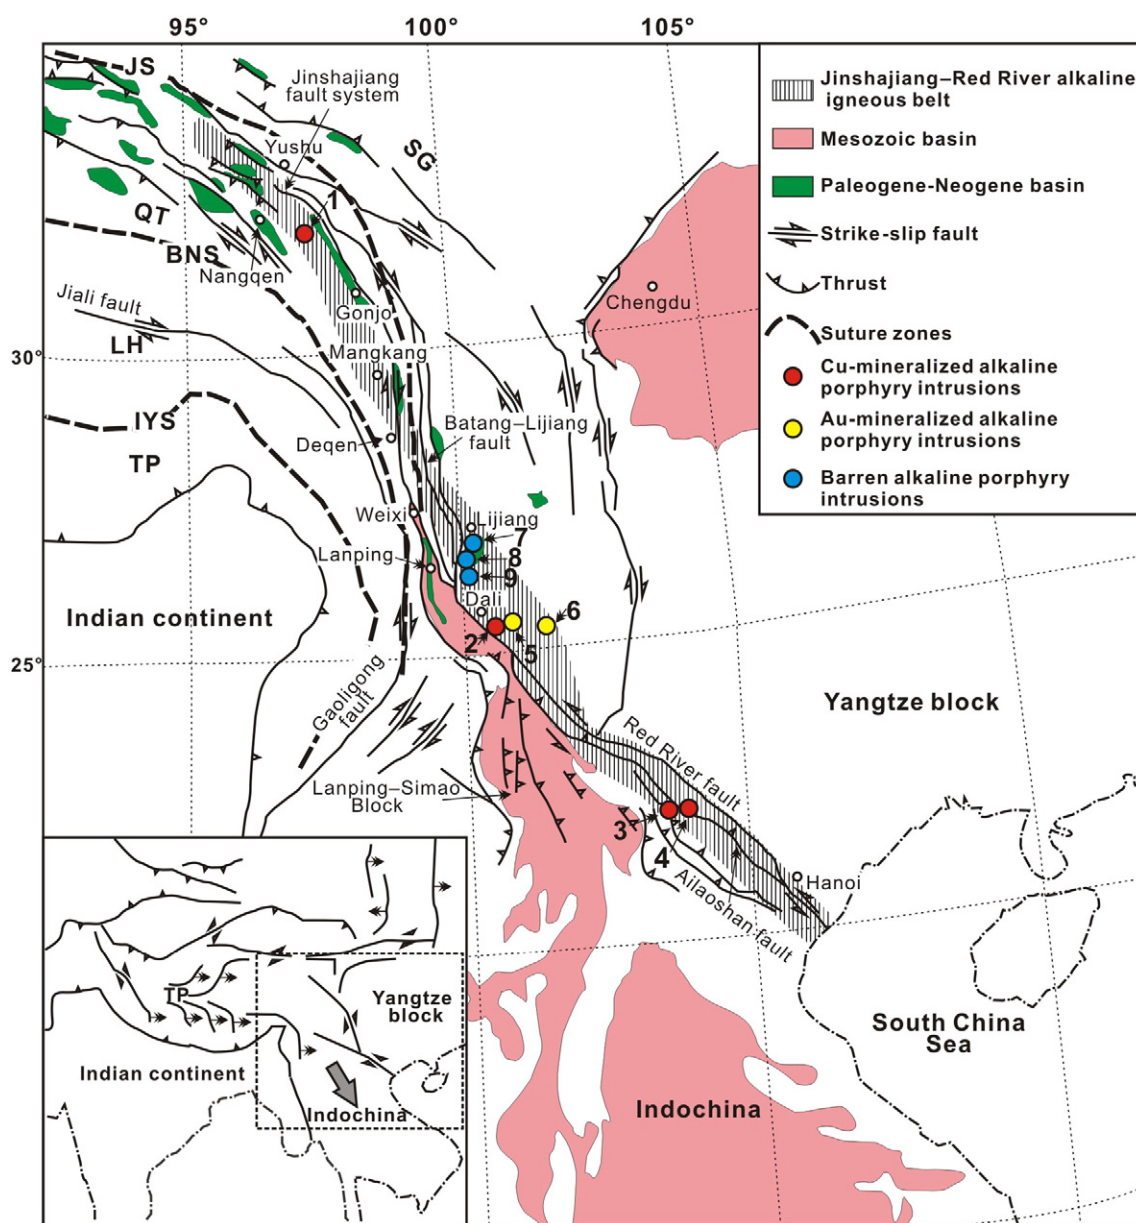 95°
100°
105°
JS
Jinshajiang
fault system
Yushu
SG
1
QT
BNS
Nangqen
Jiali fault
Gonjo
LH
30°
Mangkang
IYS
Batang–Lijiang
fault
TP
Deqen
Weixi
Lijiang
7
Lanping
8
9
Dali
6
Indian continent
2
5
25°
Gaoligong
fault
Yangtze block
Red River fault
Lanping–Simao
Block
3
4
Ailaoshan fault
Hanoi
Chengdu
South China
Sea
Indochina
Jinshajiang–Red River alkaline
igneous belt
Mesozoic basin
Paleogene-Neogene basin
Strike-slip fault
Thrust
Suture zones
Cu-mineralized alkaline
porphyry intrusions
Au-mineralized alkaline
porphyry intrusions
Barren alkaline porphyry
intrusions
TP
Yangtze
block
Indian continent
Indochina